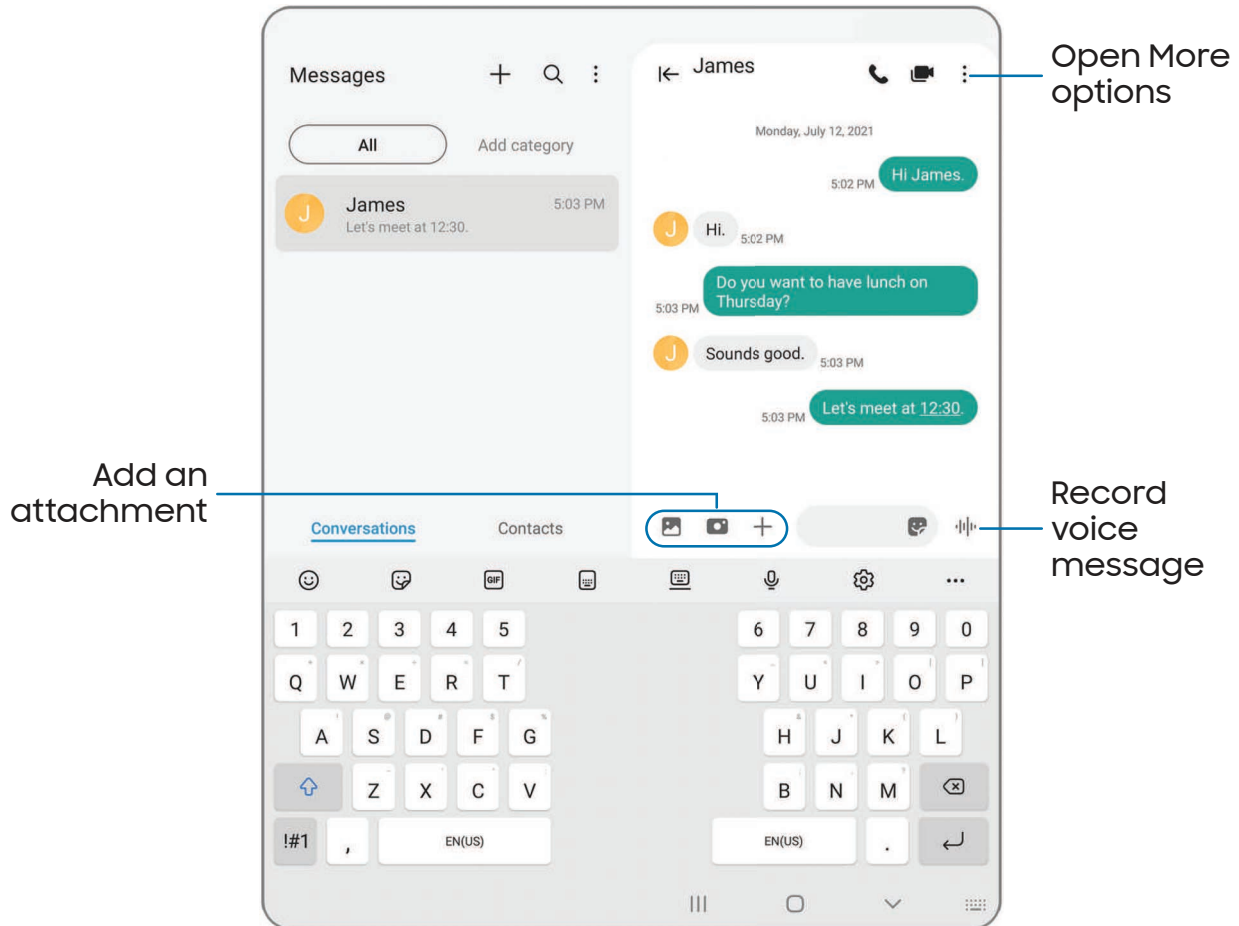 Messages
All
Add category
J
James
5:03 PM
Let's meet at 12:30.
James
Monday, July 12, 2021
5:02 PM
Hi James.
J
Hi.
5:02 PM
Do you want to have lunch on
Thursday?
5:03 PM
J
Sounds good.
5:03 PM
5:03 PM
Let's meet at 12:30.
Open More
options
Add an
attachment
Record
voice
message
Conversations
Contacts
GIF
1 2 3 4 5 6 7 8 9 0
Q W E R T Y U I O P
A S D F G H J K L
Z X C V B N M
!#1 , EN(US) EN(US) .